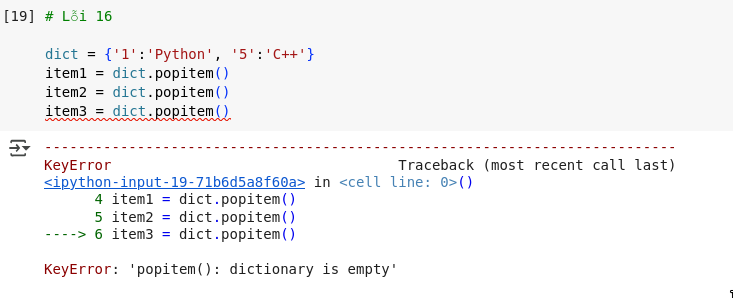 [19] # Lỗi 16
dict = {'1':'Python', '5':'C++'}
item1 = dict.popitem()
item2 = dict.popitem()
item3 = dict.popitem()
---------------------------------------------------------------------------
KeyError                                  Traceback (most recent call last)
<ipython-input-19-71b6d5a8f60a> in <cell line: 0>()
      4 item1 = dict.popitem()
      5 item2 = dict.popitem()
----> 6 item3 = dict.popitem()
KeyError: 'popitem(): dictionary is empty'